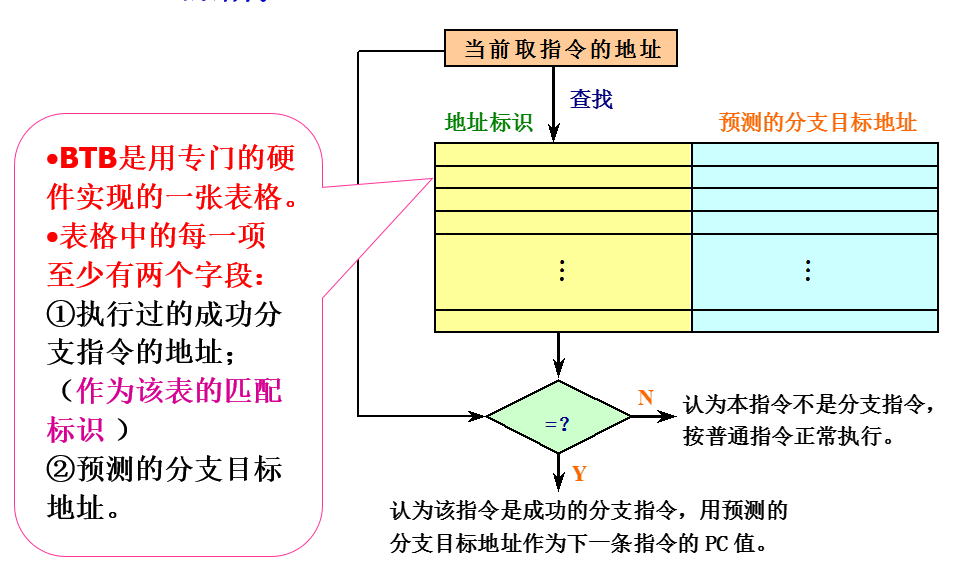 当前取指令的地址
查找
地址标识
预测的分支目标地址
•BTB是用专门的硬
件实现的一张表格。
•表格中的每一项
至少有两个字段：
①执行过的成功分
支指令的地址；
（作为该表的匹配
标识 ）
②预测的分支目标
地址。
⋮ ⋮
=？
N
认为本指令不是分支指令，
按普通指令正常执行。
Y
认为该指令是成功的分支指令，用预测的
分支目标地址作为下一条指令的 PC 值。